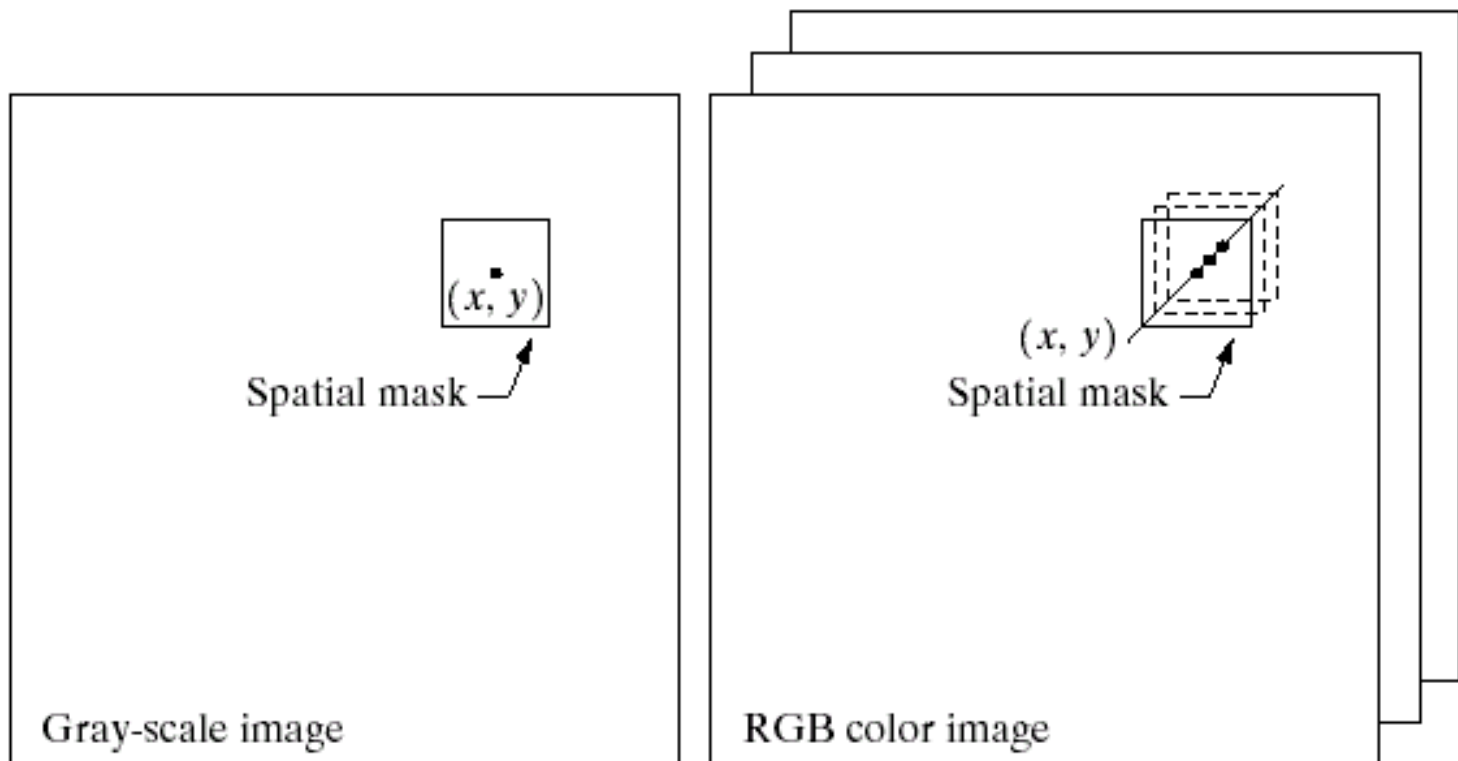 (x, y)
Spatial mask
Gray-scale image
(x, y)
Spatial mask
RGB color image